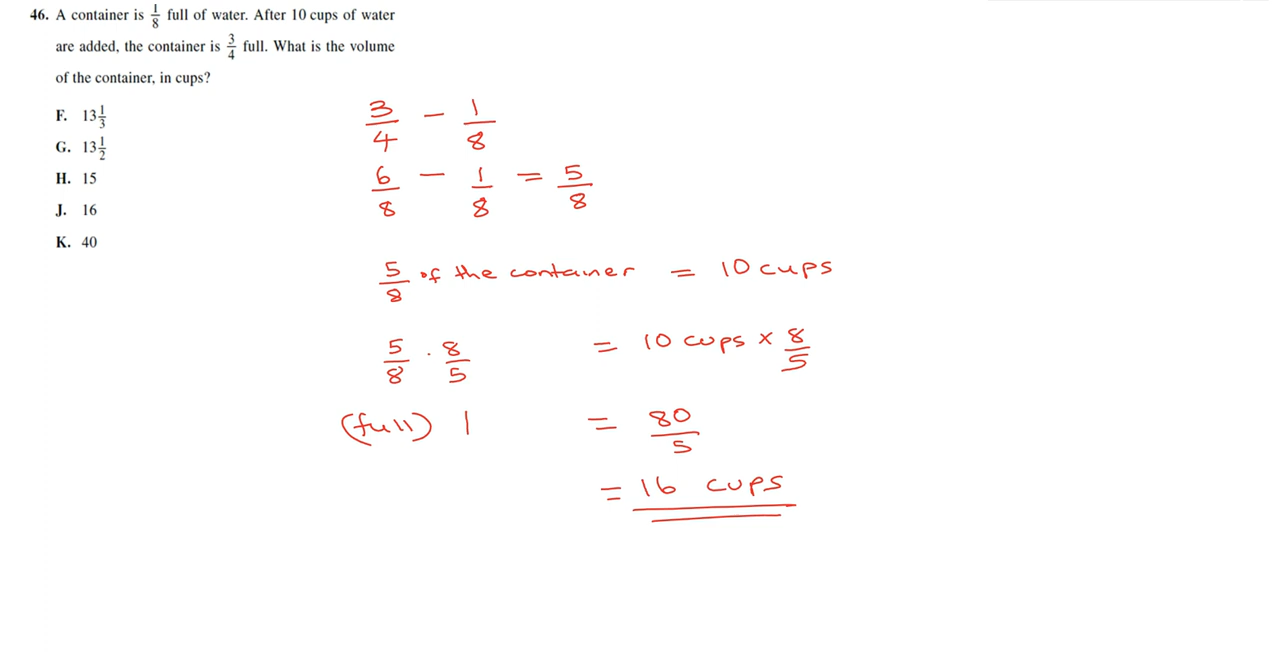 46. A container is 1/8 full of water. After 10 cups of water
are added, the container is 3/4 full. What is the volume
of the container, in cups?
F. 13 1/3
G. 13 1/2
H. 15
J. 16
K. 40
3/4 - 1/8
6/8 - 1/8 = 5/8
5/8 of the container = 10 cups
5/8 · 8/5 = 10 cups x 8/5
(full) 1 = 80/5
= 16 cups